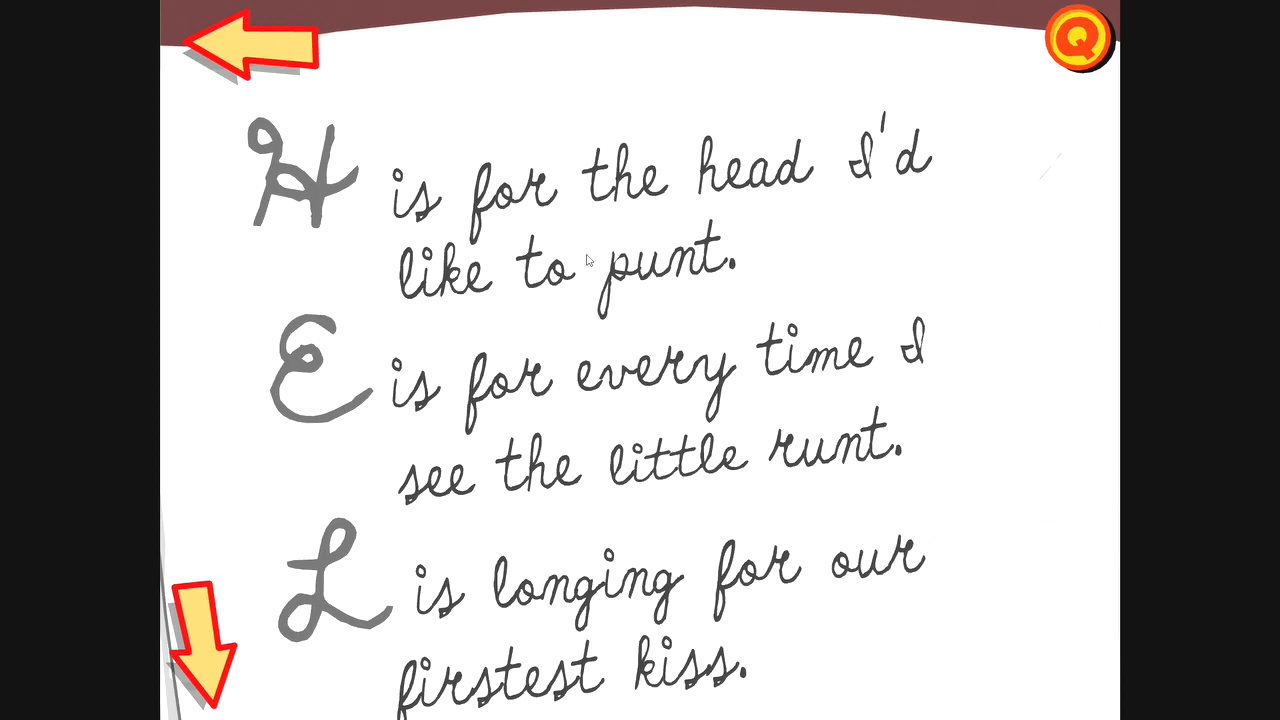 Q
H is for the head I'd
like to punt.
E is for every time I
see the little runt.
L is longing for our
firstest kiss.